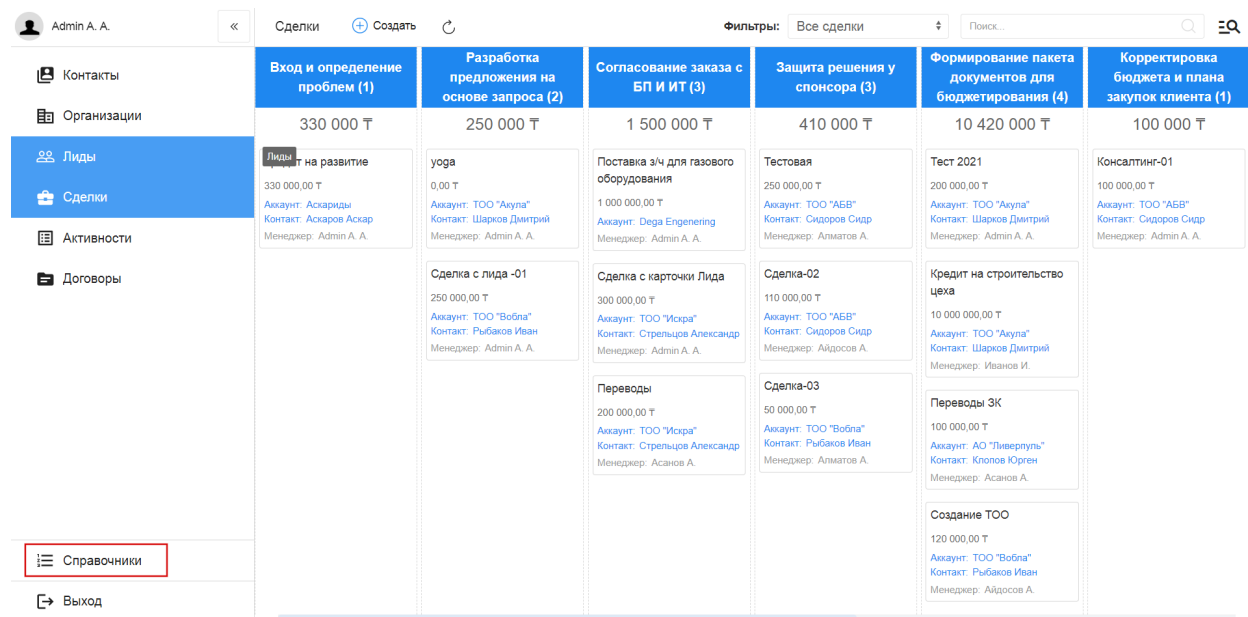 Admin A. A.
«
Контакты
Организации
Лиды
Сделки
Активности
Договоры
Справочники
Выход
Сделки
Создать
Фильтры:
Все сделки
Поиск...
Вход и определение
проблем (1)
330 000 ₸
Лиды
т на развитие
330 000,00 ₸
Аккаунт: Аскариды
Контакт: Аскаров Аскар
Менеджер: Admin A. A.
Разработка
предложения на
основе запроса (2)
250 000 ₸
yoga
0,00 ₸
Аккаунт: ТОО "Акула"
Контакт: Шарков Дмитрий
Менеджер: Admin A. A.
Сделка с лида -01
250 000,00 ₸
Аккаунт: ТОО "Вобла"
Контакт: Рыбаков Иван
Менеджер: Admin A. A.
Согласование заказа с
БП И ИТ (3)
1 500 000 ₸
Поставка з/ч для газового
оборудования
1 000 000,00 ₸
Аккаунт: Dega Engenering
Менеджер: Admin A. A.
Сделка с карточки Лида
300 000,00 ₸
Аккаунт: ТОО "Искра"
Контакт: Стрельцов Александр
Менеджер: Admin A. A.
Переводы
200 000,00 ₸
Аккаунт: ТОО "Искра"
Контакт: Стрельцов Александр
Менеджер: Асанов А.
Защита решения у
спонсора (3)
410 000 ₸
Тестовая
250 000,00 ₸
Аккаунт: ТОО "АБВ"
Контакт: Сидоров Сидр
Менеджер: Алматов А.
Сделка-02
110 000,00 ₸
Аккаунт: ТОО "АБВ"
Контакт: Сидоров Сидр
Менеджер: Айдосов А.
Сделка-03
50 000,00 ₸
Аккаунт: ТОО "Вобла"
Контакт: Рыбаков Иван
Менеджер: Алматов А.
Формирование пакета
документов для
бюджетирования (4)
10 420 000 ₸
Тест 2021
200 000,00 ₸
Аккаунт: ТОО "Акула"
Контакт: Шарков Дмитрий
Менеджер: Admin A. A.
Кредит на строительство
цеха
10 000 000,00 ₸
Аккаунт: ТОО "Акула"
Контакт: Шарков Дмитрий
Менеджер: Иванов И.
Переводы ЗК
100 000,00 ₸
Аккаунт: АО "Ливерпуль"
Контакт: Клопов Юрген
Менеджер: Асанов А.
Создание ТОО
120 000,00 ₸
Аккаунт: ТОО "Вобла"
Контакт: Рыбаков Иван
Менеджер: Айдосов А.
Корректировка
бюджета и плана
закупок клиента (1)
100 000 ₸
Консалтинг-01
100 000,00 ₸
Аккаунт: ТОО "АБВ"
Контакт: Сидоров Сидр
Менеджер: Admin A. A.